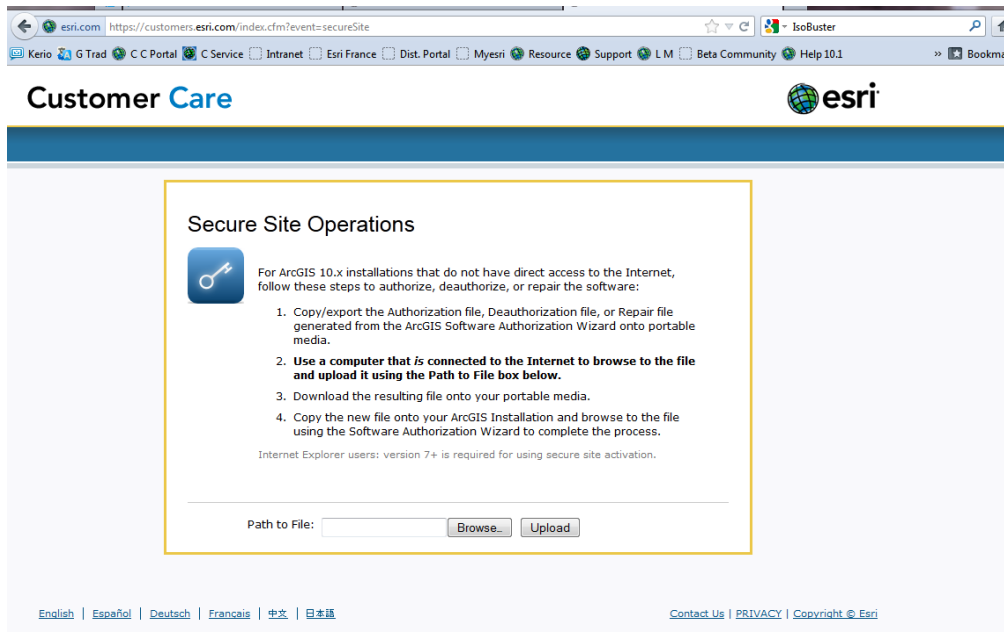 esri.com https://customers.esri.com/index.cfm?event=secureSite IsoBuster
Kerio G Trad C C Portal C Service Intranet Esri France Dist. Portal Myesri Resource Support L M Beta Community Help 10.1 »
Customer Care esri
Secure Site Operations
For ArcGIS 10.x installations that do not have direct access to the Internet,
follow these steps to authorize, deauthorize, or repair the software:
1. Copy/export the Authorization file, Deauthorization file, or Repair file
generated from the ArcGIS Software Authorization Wizard onto portable
media.
2. Use a computer that is connected to the Internet to browse to the file
and upload it using the Path to File box below.
3. Download the resulting file onto your portable media.
4. Copy the new file onto your ArcGIS Installation and browse to the file
using the Software Authorization Wizard to complete the process.
Internet Explorer users: version 7+ is required for using secure site activation.
Path to File: Browse... Upload
English | Español | Deutsch | Français | 中文 | 日本語 Contact Us | PRIVACY | Copyright © Esri